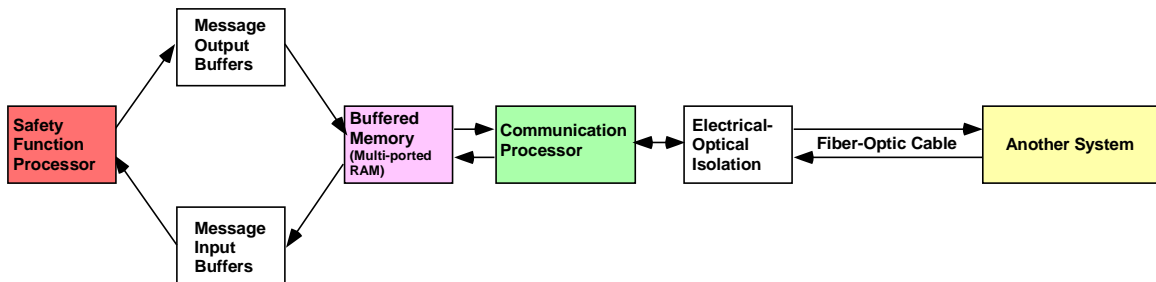 Message
Output
Buffers
Safety
Function
Processor
Buffered
Memory
(Multi-ported
RAM)
Communication
Processor
Electrical-
Optical
Isolation
Fiber-Optic Cable
Another System
Message
Input
Buffers